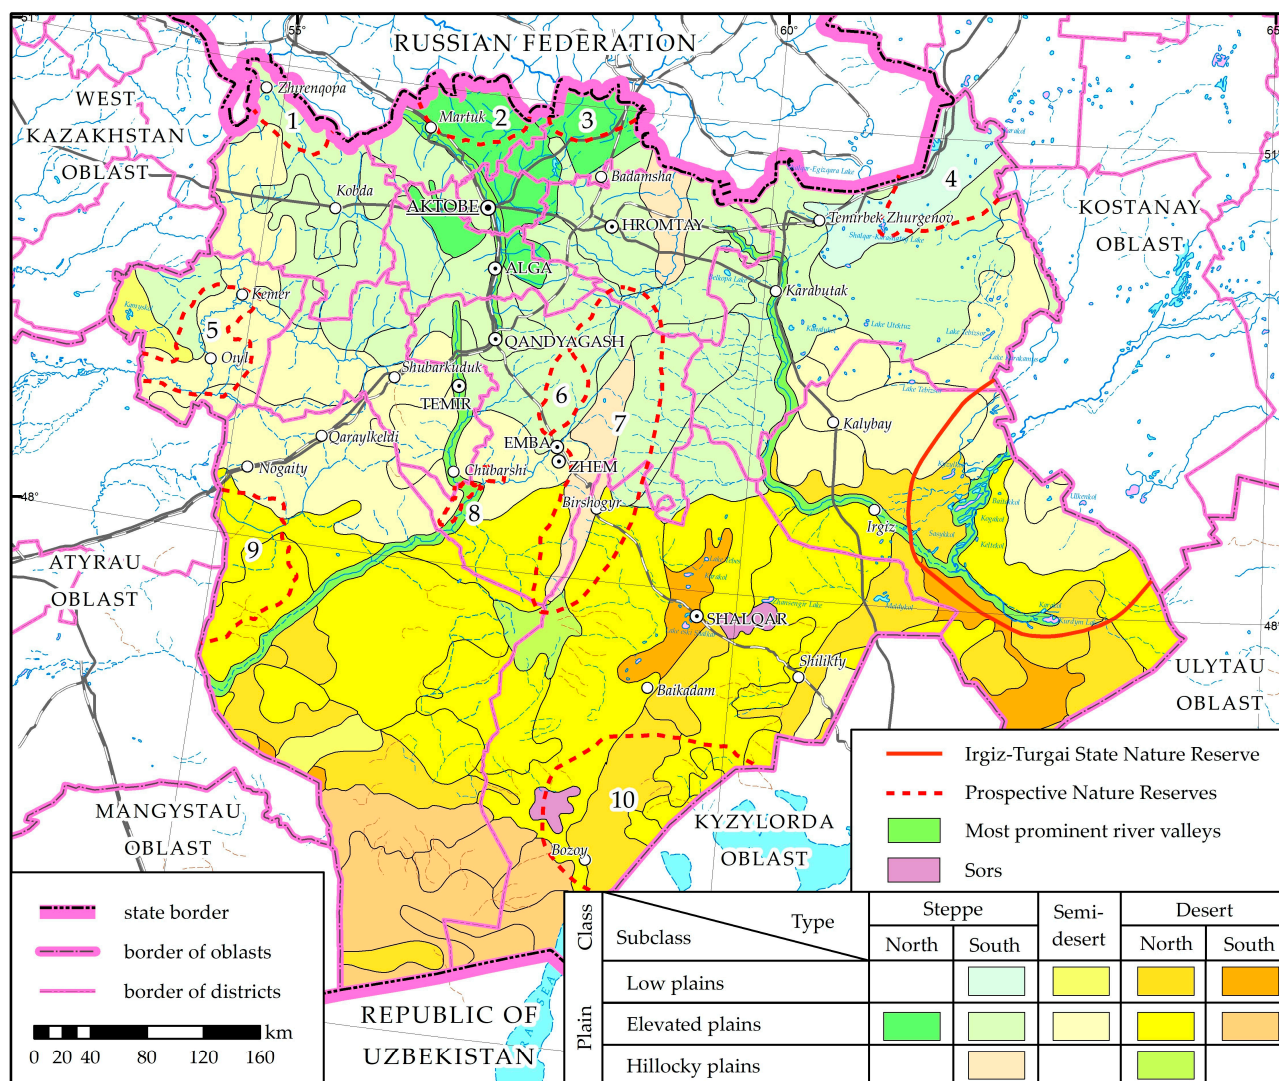 51°
55°
60°
65
RUSSIAN FEDERATION
WEST
KAZAKHSTAN
OBLAST
Zhirenqopa
1
Martuk
2
3
4
51°
Badamsha
Kobda
AKTOBE
HROMTAY
Temirbek Zhurgenov
KOSTANAY
OBLAST
ALGA
Kemer
Karabutak
5
Oiyl
QANDYAGASH
Shubarkuduk
TEMIR
6
7
Kalybay
Qaraylkeldi
EMBA
ZHEM
Nogaity
Chubarshi
48°
8
Birshogyr
Irgiz
9
ATYRAU
OBLAST
SHALQAR
48°
Shilikty
Baikadam
ULYTAU
OBLAST
10
Bozoy
MANGYSTAU
OBLAST
KYZYLORDA
OBLAST
Irgiz-Turgai State Nature Reserve
Prospective Nature Reserves
Most prominent river valleys
Sors
state border
border of oblasts
border of districts
km
0 20 40 80 120 160
REPUBLIC OF
UZBEKISTAN
Class
Type
Subclass
Steppe
Semi-
desert
Desert
North South North South
Plain
Low plains
Elevated plains
Hillocky plains